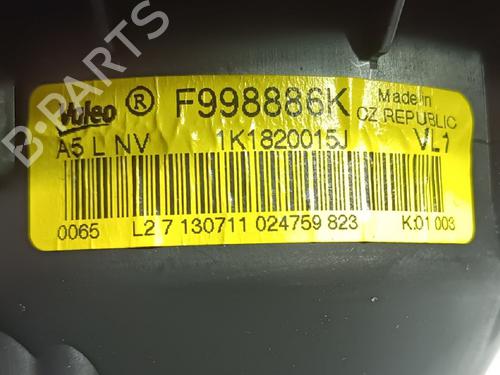 Valeo ® F998886K Made in
CZ REPUBLIC
A5 L NV 1K1820015J VL1
0065 L2 7 130711 024759 823 K:01 003
B-PARTS